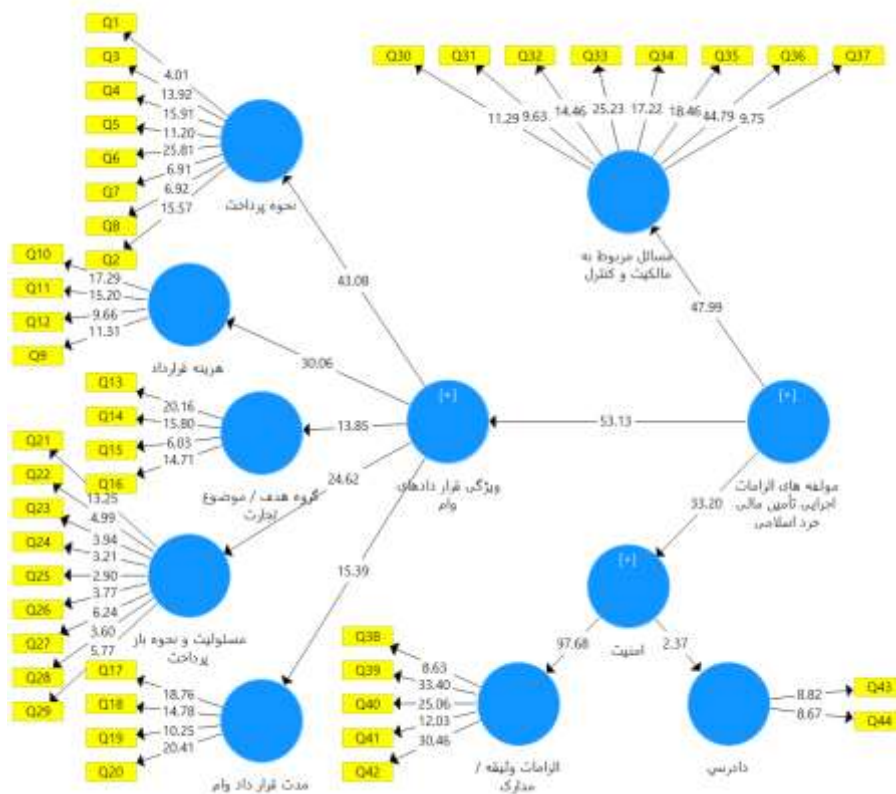 Q1
Q3
Q4
Q5
Q6
Q7
Q8
Q2
4.01
13.92
15.91
11.20
25.81
6.91
6.92
15.57
نحوه پرداخت
Q30 Q31 Q32 Q33 Q34 Q35 Q36 Q37
11.29 9.63 14.46 25.23 17.22 18.46 44.79 9.75
مسائل مربوط به
مالکیت و کنترل
Q10
Q11
Q12
Q9
17.29
15.20
9.66
11.31
هزینه قرارداد
43.08
30.06
13.85
24.62
15.39
47.99
53.13
33.20
Q13
Q14
Q15
Q16
20.16
15.80
6.03
14.71
گروه هدف / موضوع
تجارت
[+]
ویژگی قرار دادهای
وام
[+]
مولفه های الزامات
اجرایی تأمین مالی
خرد اسلامی
Q21
Q22
Q23
Q24
Q25
Q26
Q27
Q28
Q29
13.25
4.99
3.94
3.21
2.90
3.77
6.24
3.60
5.77
مسئولیت و نحوه باز
پرداخت
[+]
امنیت
97.68
2.37
Q17
Q18
Q19
Q20
18.76
14.78
10.25
20.41
مدت قرار داد وام
Q38
Q39
Q40
Q41
Q42
8.63
33.40
25.06
12.03
30.46
الزامات وثیقه /
مدارک
Q43
Q44
8.82
8.67
دادرسی